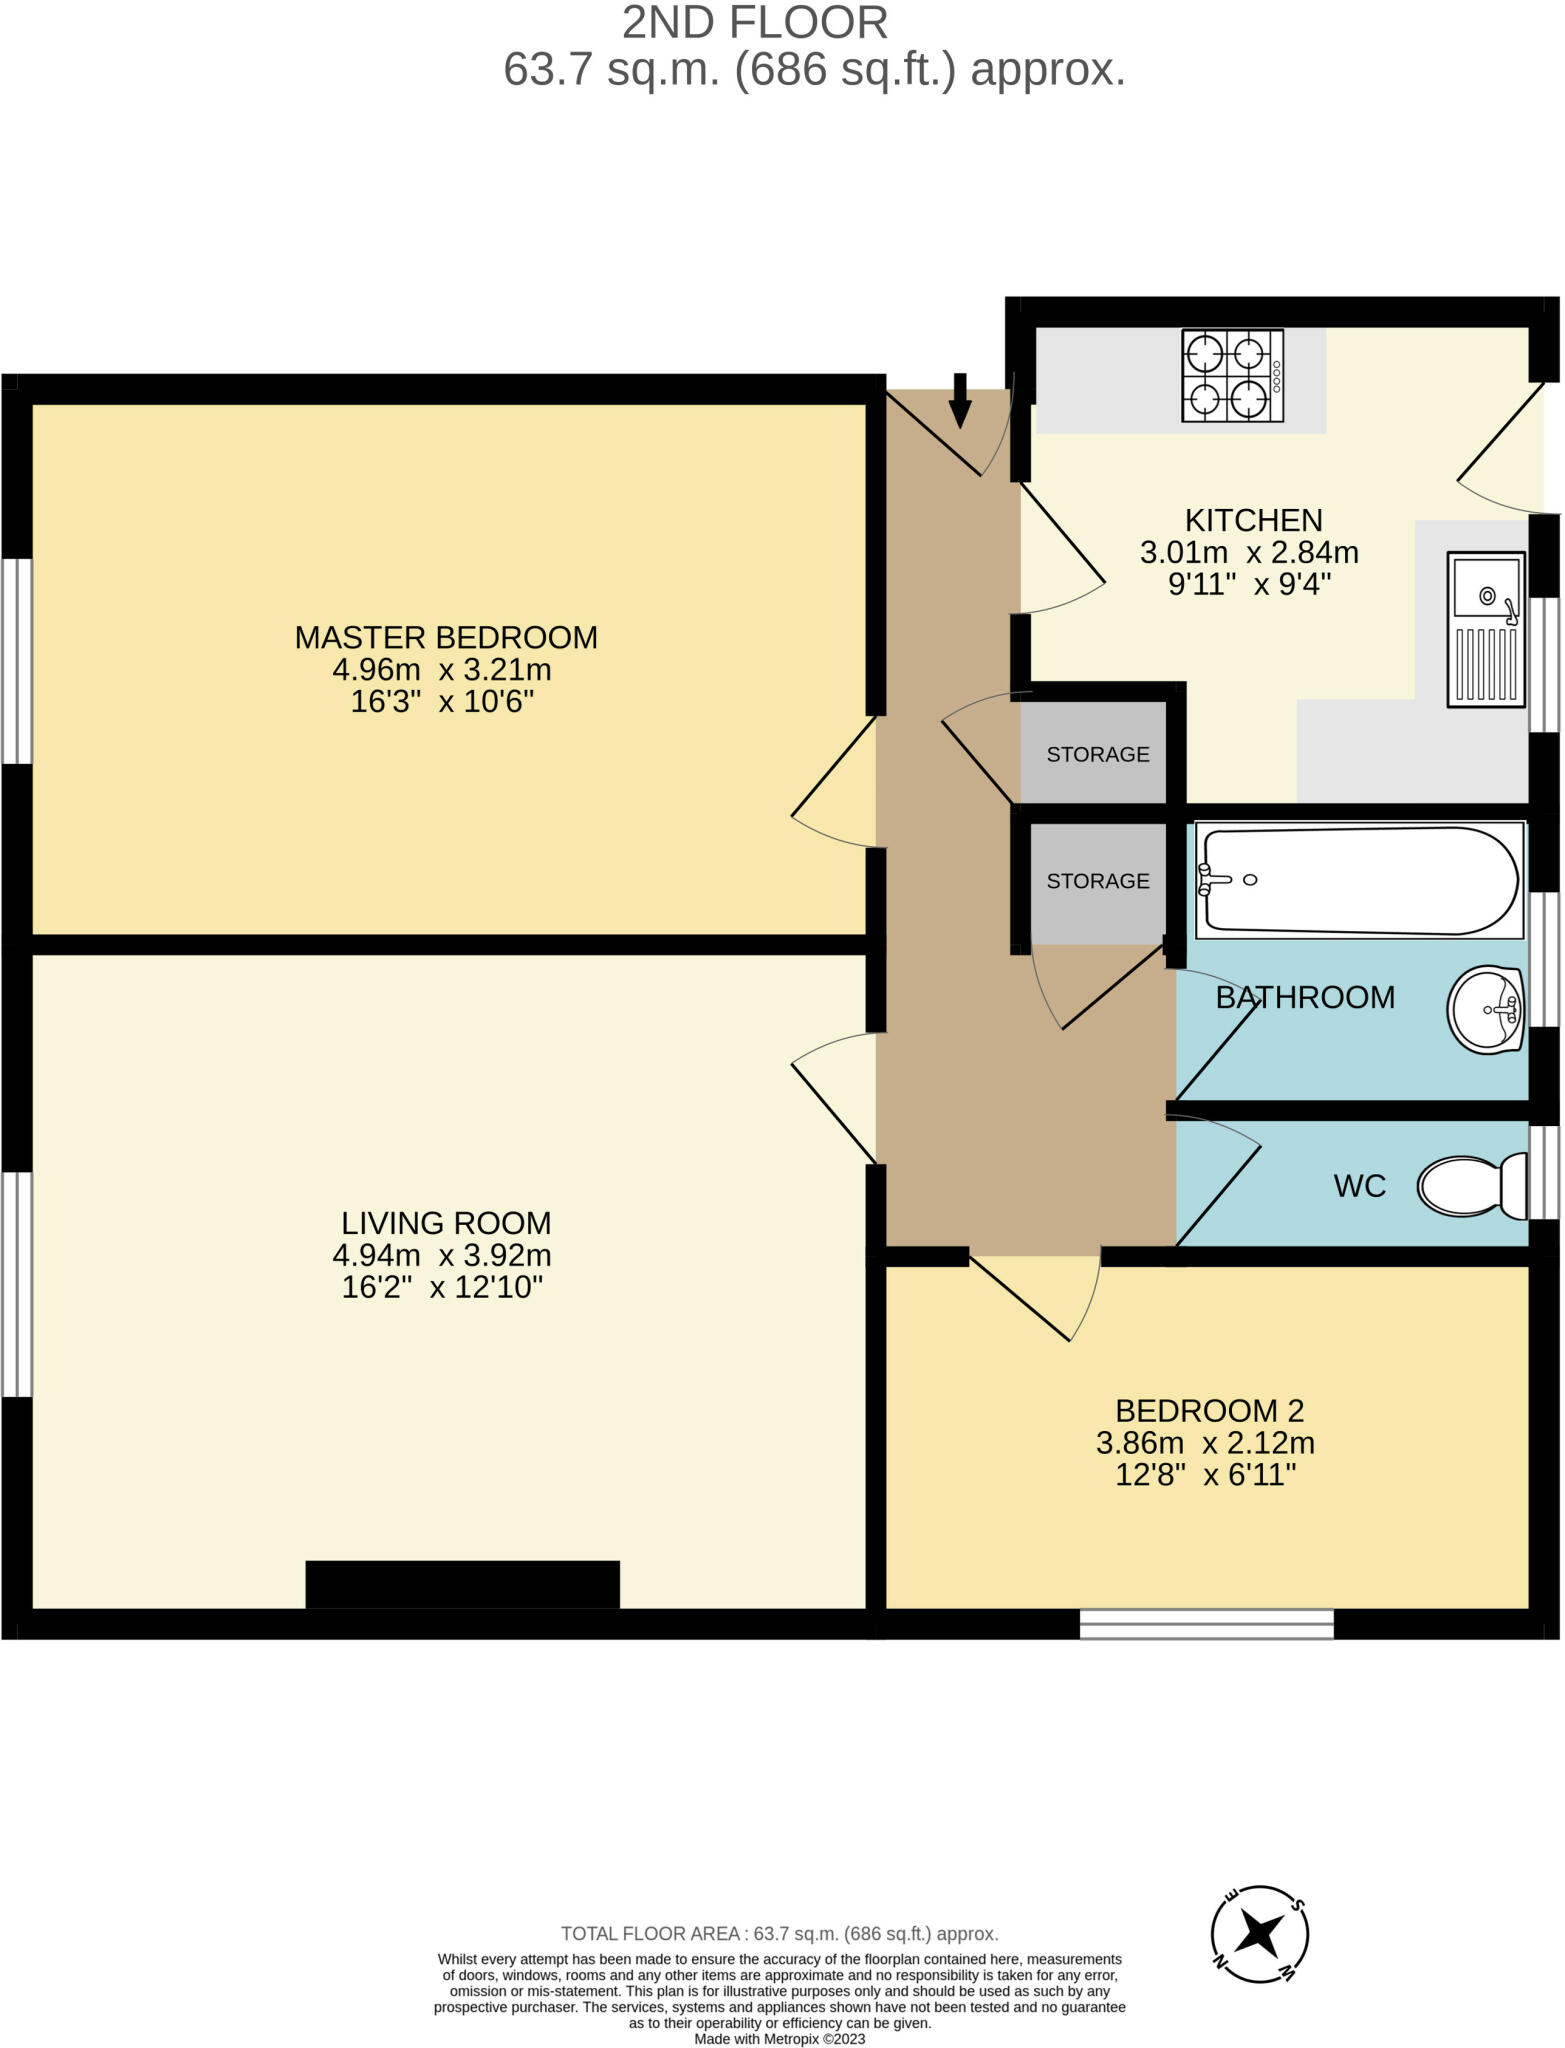 2ND FLOOR
63.7 sq.m. (686 sq.ft.) approx.
KITCHEN
3.01m x 2.84m
9'11" x 9'4"
MASTER BEDROOM
4.96m x 3.21m
16'3" x 10'6"
STORAGE
STORAGE
BATHROOM
WC
LIVING ROOM
4.94m x 3.92m
16'2" x 12'10"
BEDROOM 2
3.86m x 2.12m
12'8" x 6'11"
E
S
N
W
TOTAL FLOOR AREA : 63.7 sq.m. (686 sq.ft.) approx.
Whilst every attempt has been made to ensure the accuracy of the floorplan contained here, measurements
of doors, windows, rooms and any other items are approximate and no responsibility is taken for any error,
omission or mis-statement. This plan is for illustrative purposes only and should be used as such by any
prospective purchaser. The services, systems and appliances shown have not been tested and no guarantee
as to their operability or efficiency can be given.
Made with Metropix ©2023